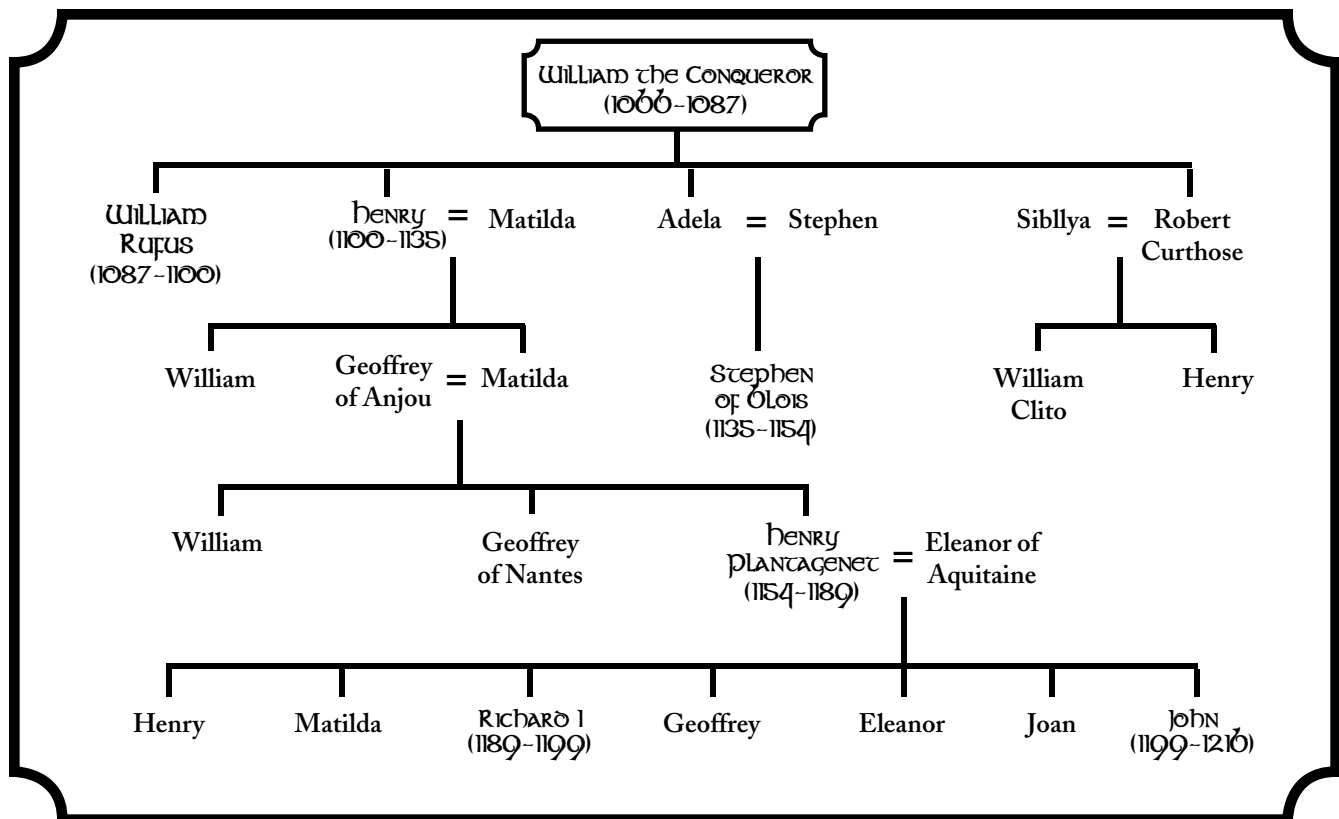 William the Conqueror
(1066-1087)
William
Rufus
(1087-1100)
Henry
(1100-1135)
=
Matilda
Adela = Stephen
Sibllya =
Robert
Curthose
William
Geoffrey
of Anjou
=
Matilda
Stephen
of Blois
(1135-1154)
William
Clito
Henry
William
Geoffrey
of Nantes
Henry
Plantagenet
(1154-1189)
=
Eleanor of
Aquitaine
Henry
Matilda
Richard I
(1189-1199)
Geoffrey
Eleanor
Joan
John
(1199-1216)